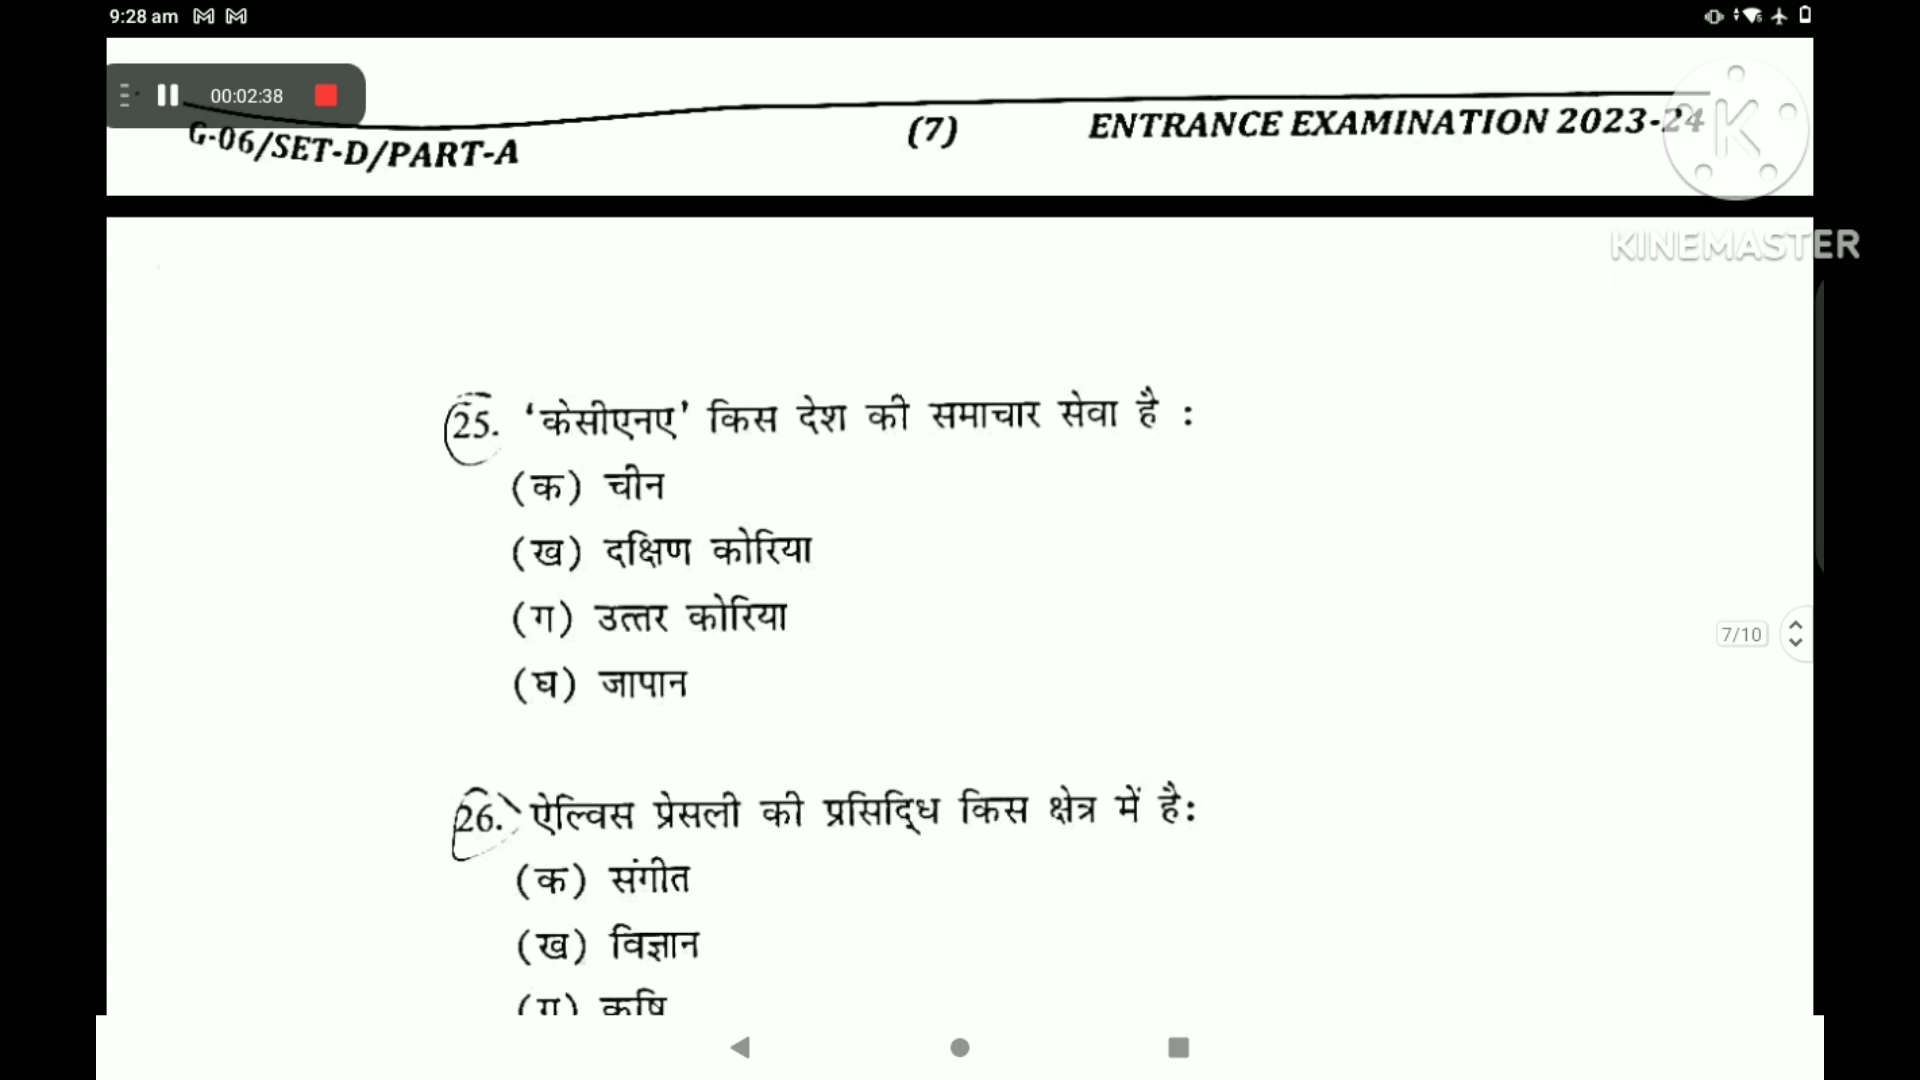 9:28 am
00:02:38
G-06/SET-D/PART-A (7) ENTRANCE EXAMINATION 2023-24
K
KINEMASTER
25. ‘केसीएनए’ किस देश की समाचार सेवा है :
(क) चीन
(ख) दक्षिण कोरिया
(ग) उत्तर कोरिया
7/10
(घ) जापान
26. ऐल्विस प्रेसली की प्रसिद्धि किस क्षेत्र में है:
(क) संगीत
(ख) विज्ञान
(ग) कृषि